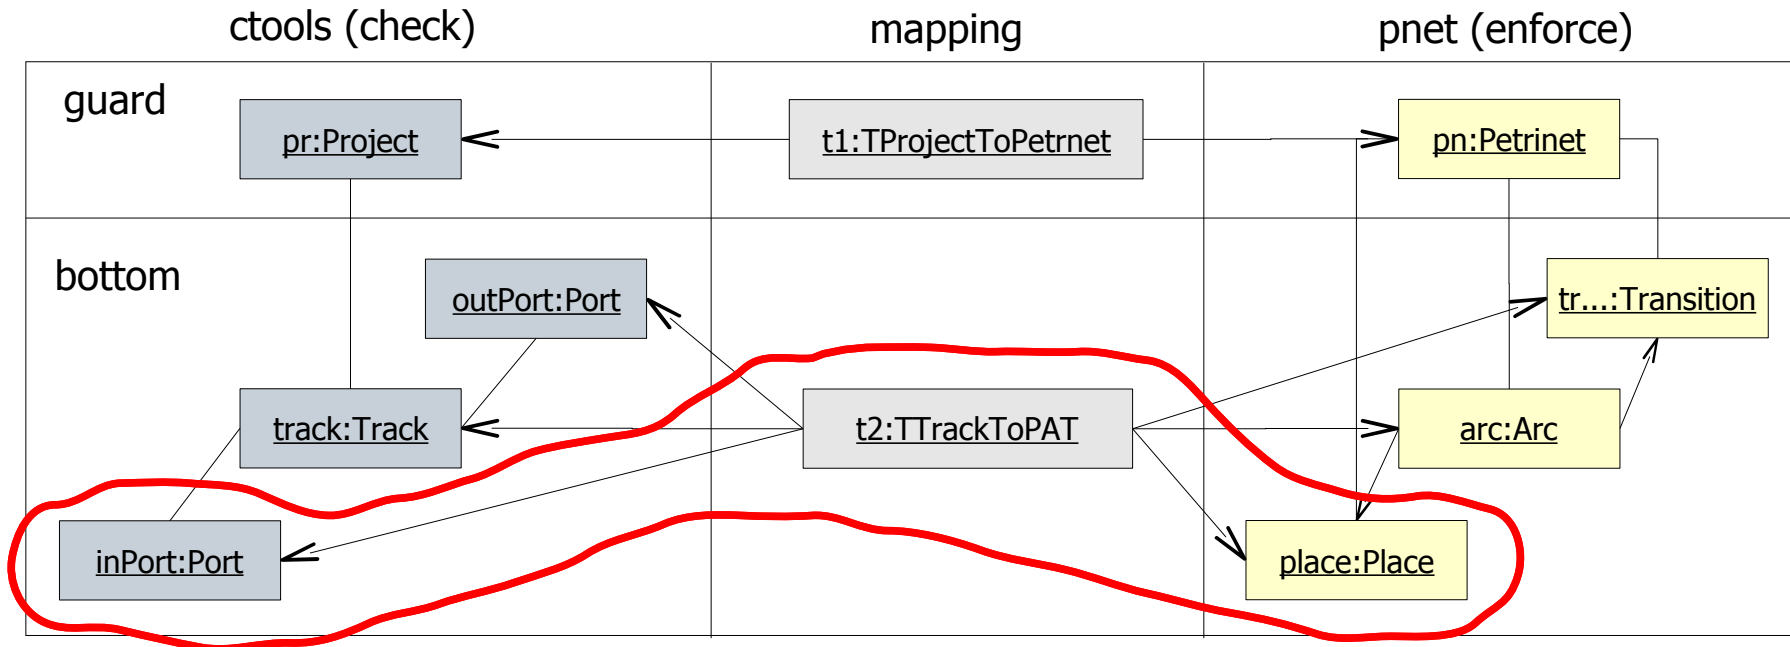 ctools (check) mapping pnet (enforce)
guard
pr:Project t1:TProjectToPetrnet pn:Petrinet
bottom
outPort:Port tr...:Transition
track:Track t2:TTrackToPAT arc:Arc
inPort:Port place:Place